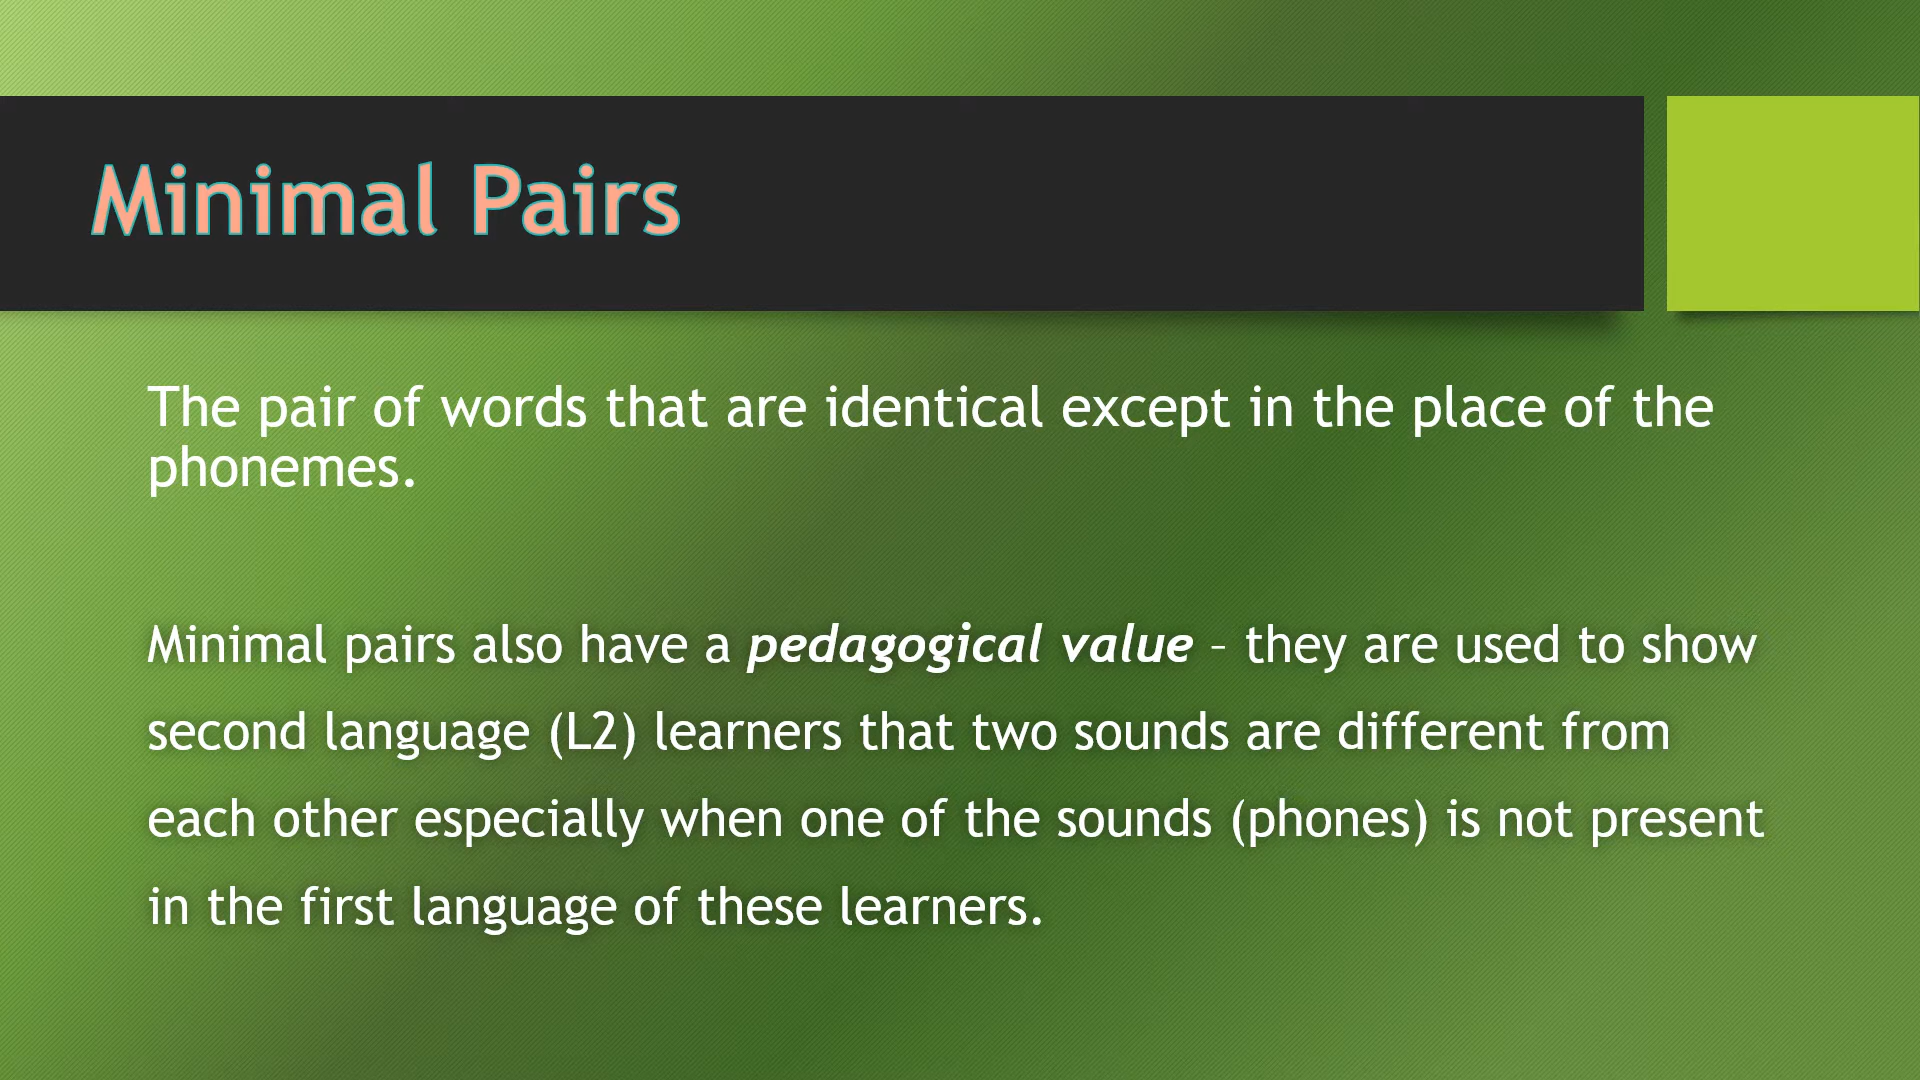 Minimal Pairs
The pair of words that are identical except in the place of the
phonemes.
Minimal pairs also have a pedagogical value – they are used to show
second language (L2) learners that two sounds are different from
each other especially when one of the sounds (phones) is not present
in the first language of these learners.